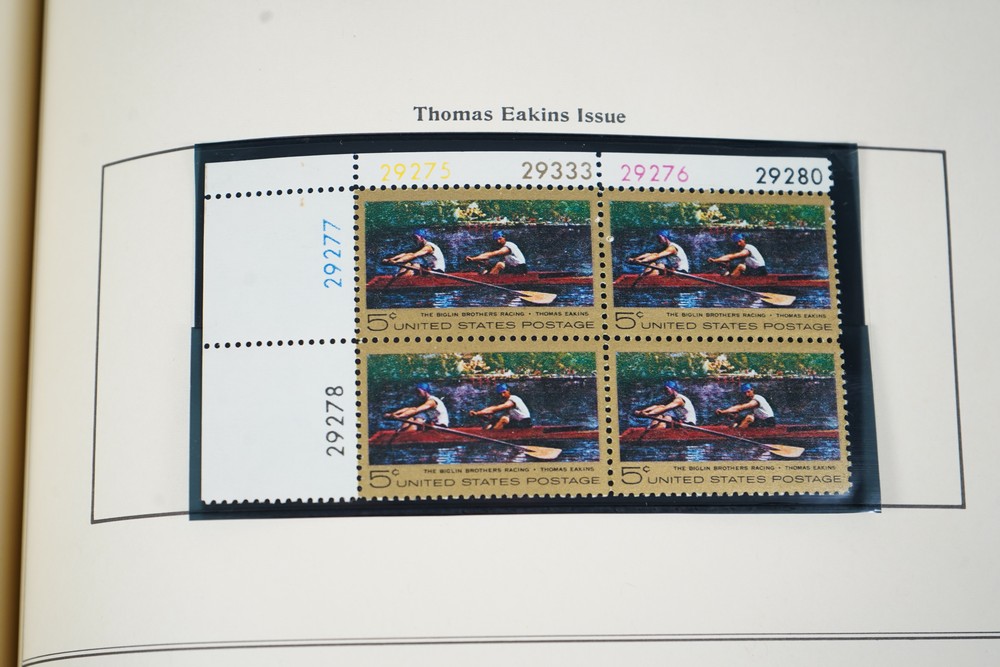 Thomas Eakins Issue
29275 29333 29276 29280
29277
29278
THE BIGLIN BROTHERS RACING • THOMAS EAKINS
5¢ UNITED STATES POSTAGE
THE BIGLIN BROTHERS RACING • THOMAS EAKINS
5¢ UNITED STATES POSTAGE
THE BIGLIN BROTHERS RACING • THOMAS EAKINS
5¢ UNITED STATES POSTAGE
THE BIGLIN BROTHERS RACING • THOMAS EAKINS
5¢ UNITED STATES POSTAGE